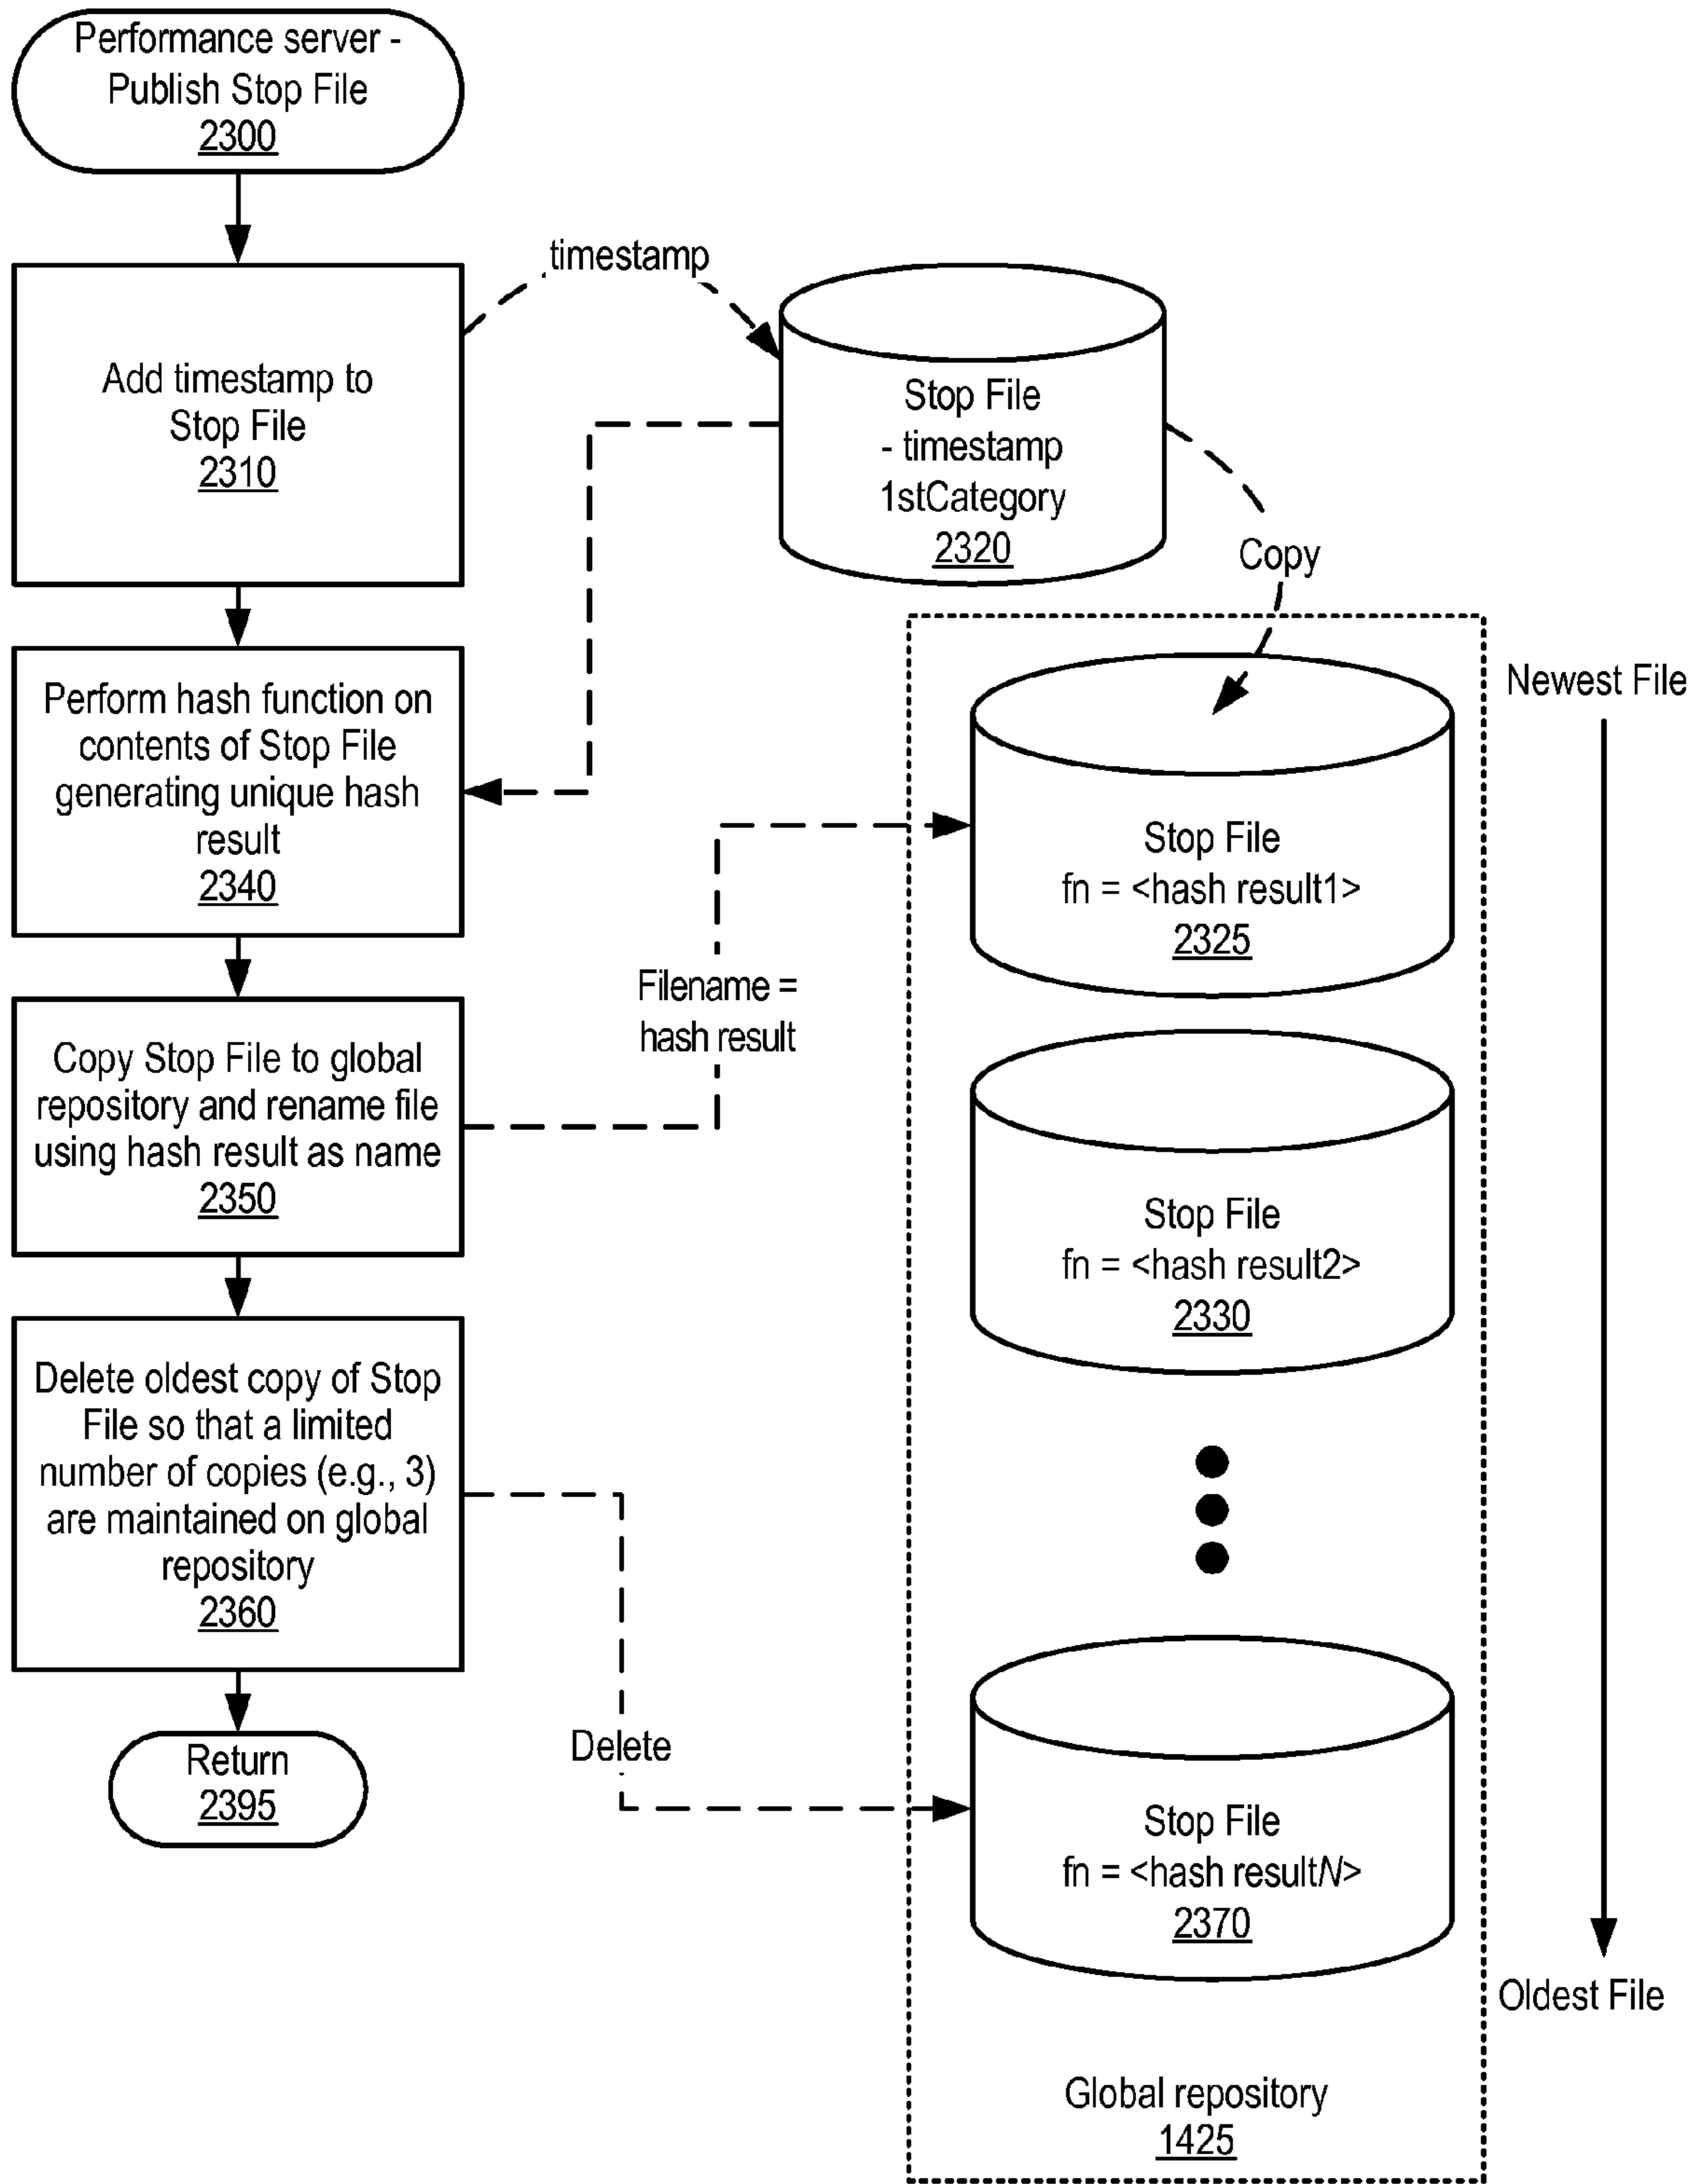 Performance server -
Publish Stop File
2300
timestamp
Add timestamp to
Stop File
2310
Stop File
- timestamp
1stCategory
2320
Copy
Perform hash function on
contents of Stop File
generating unique hash
result
2340
Newest File
Stop File
fn = <hash result1>
2325
Filename =
hash result
Copy Stop File to global
repository and rename file
using hash result as name
2350
Stop File
fn = <hash result2>
2330
Delete oldest copy of Stop
File so that a limited
number of copies (e.g., 3)
are maintained on global
repository
2360
Delete
Return
2395
Stop File
fn = <hash resultN>
2370
Oldest File
Global repository
1425